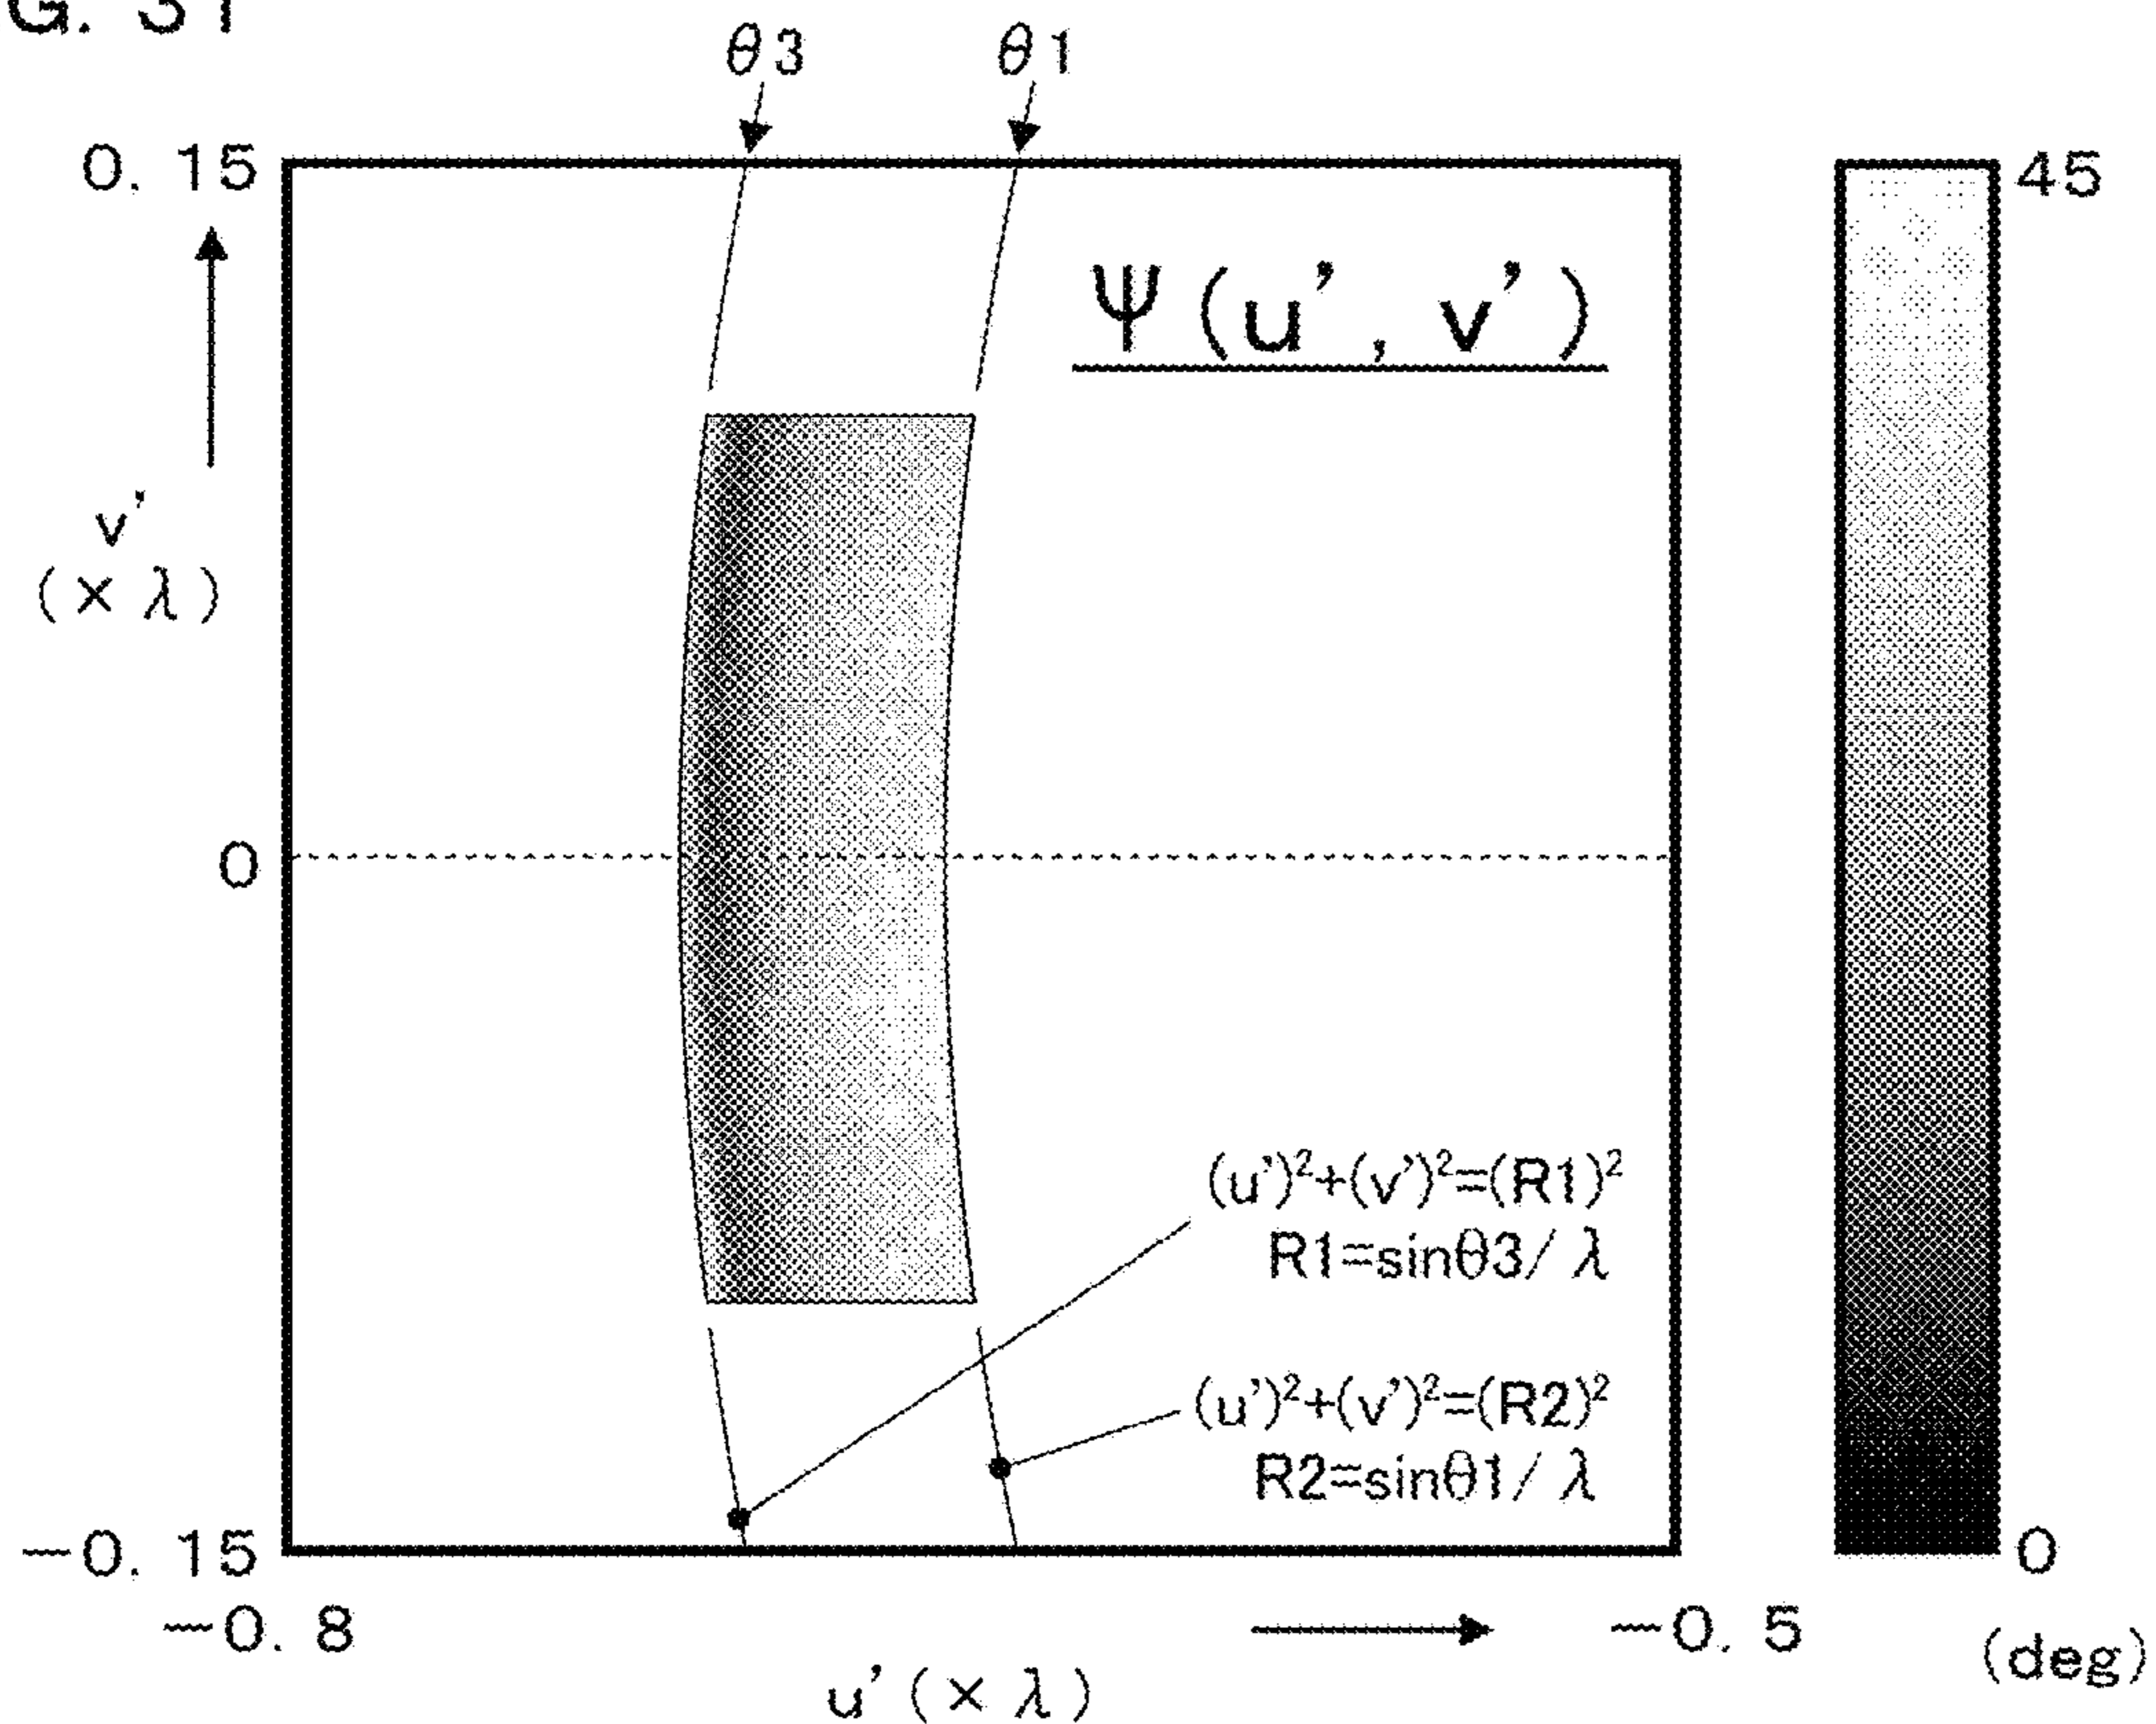 G. 31
θ3 θ1
0.15
45
Ψ(u', v')
v'
(×λ)
0
(u')²+(v')²=(R1)²
R1=sinθ3/λ
(u')²+(v')²=(R2)²
R2=sinθ1/λ
−0.15
0
−0.8
−0.5
(deg)
u'(×λ)